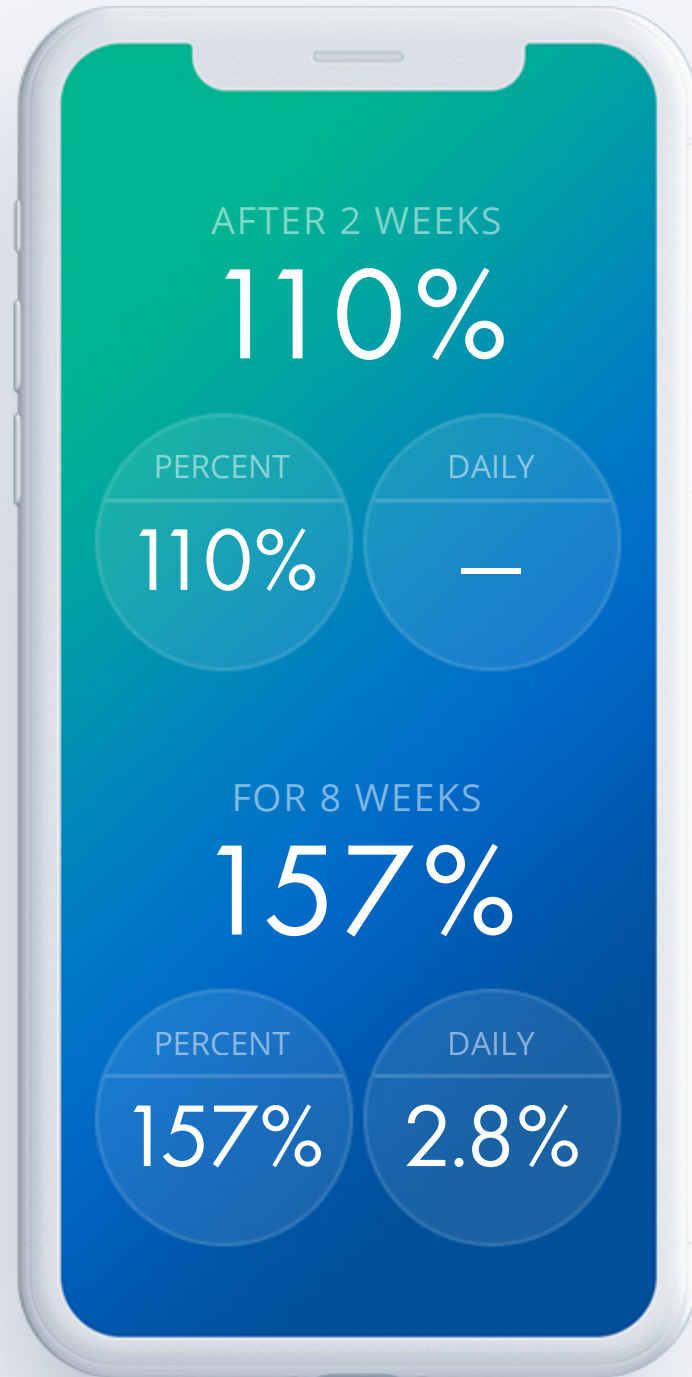 AFTER 2 WEEKS
110%
PERCENT
DAILY
110%
—
FOR 8 WEEKS
157%
PERCENT
DAILY
157%
2.8%